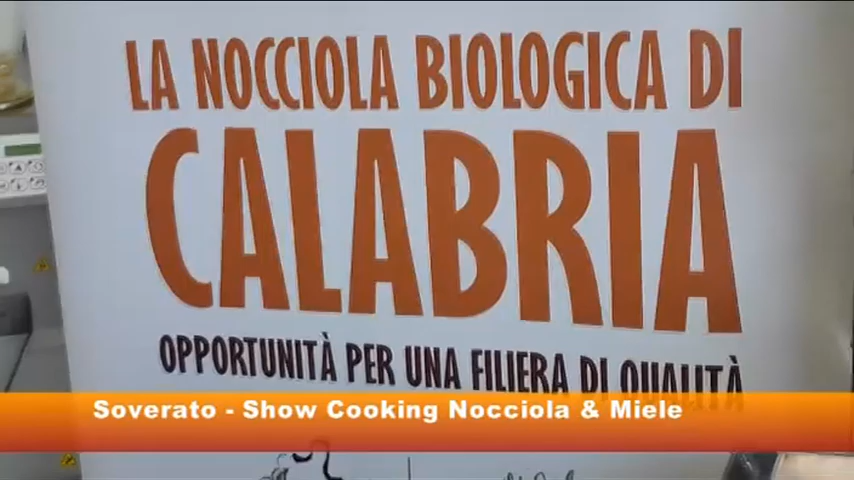 LA NOCCIOLA BIOLOGICA DI
CALABRIA
OPPORTUNITÀ PER UNA FILIERA DI QUALITÀ
Soverato - Show Cooking Nocciola & Miele